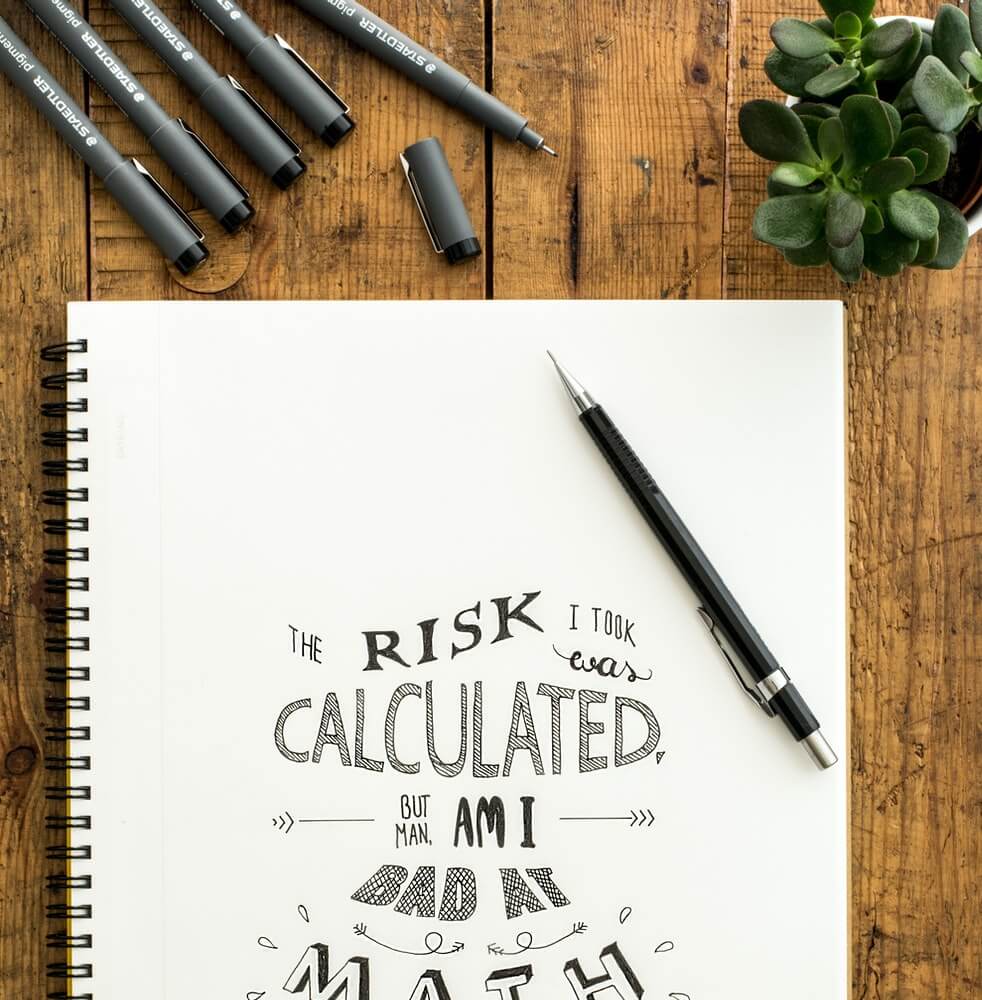 STAEDTLER pigment
STAEDTLER pigment
STAEDTLER
STAEDTLER
STAEDTLER pigment
THE RISK I TOOK
was
CALCULATED,
BUT
MAN, AM I
BAD AT
MATH